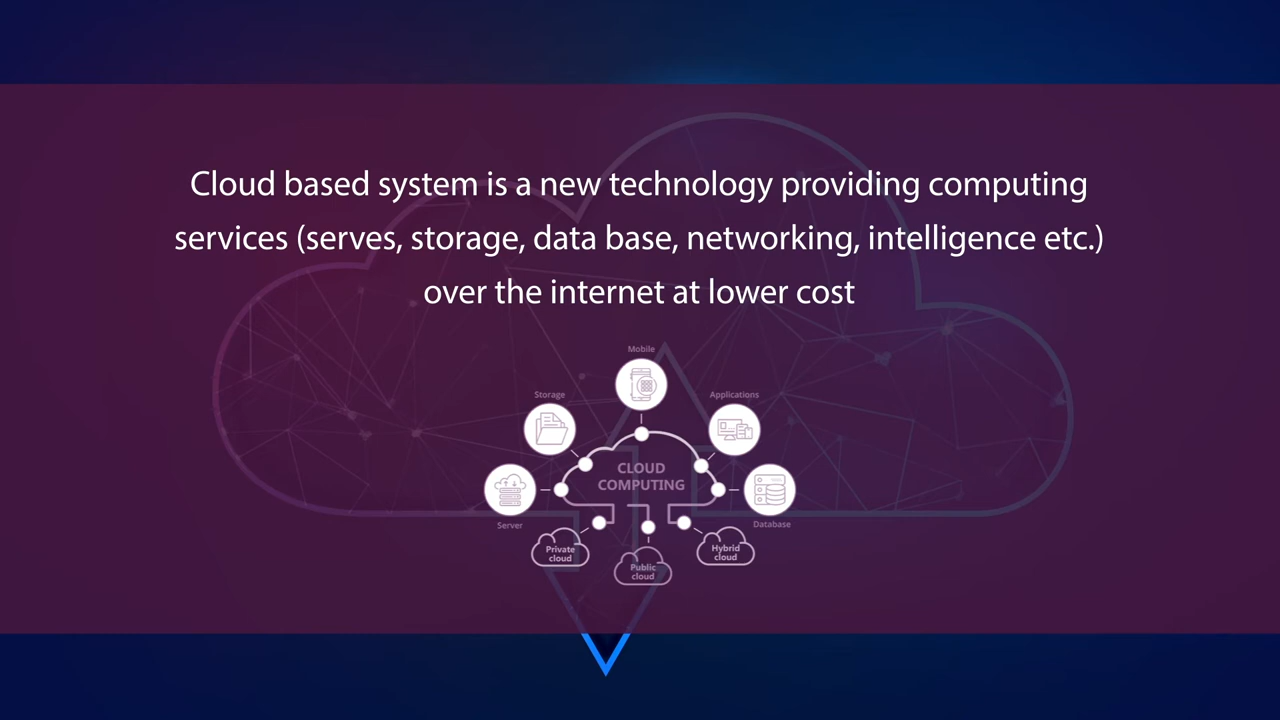 Cloud based system is a new technology providing computing
services (serves, storage, data base, networking, intelligence etc.)
over the internet at lower cost
Mobile
Storage
Applications
CLOUD
COMPUTING
Server
Database
Private
cloud
Public
cloud
Hybrid
cloud